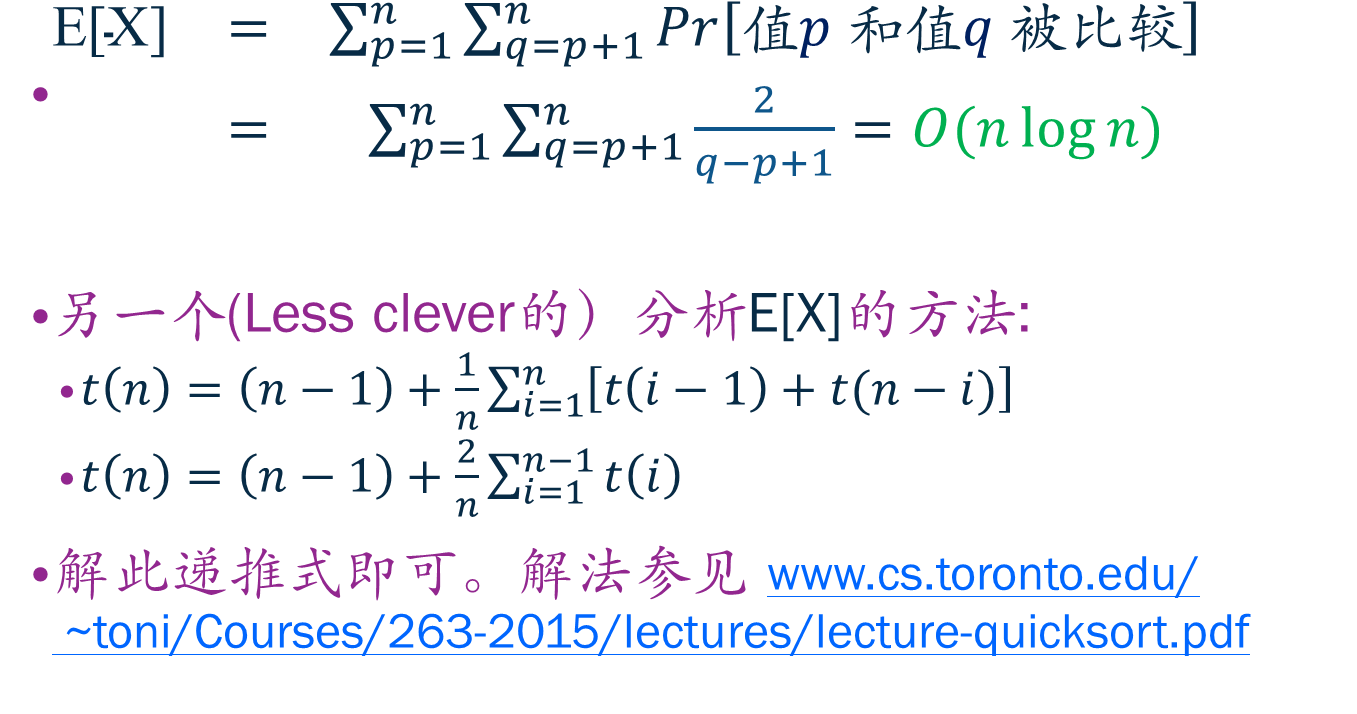 E[X] = ∑_{p=1}^{n} ∑_{q=p+1}^{n} Pr[值p 和值q 被比较]
• = ∑_{p=1}^{n} ∑_{q=p+1}^{n} \frac{2}{q−p+1} = O(n log n)
•另一个(Less clever的）分析E[X]的方法:
•t(n) = (n − 1) + \frac{1}{n} ∑_{i=1}^{n} [t(i − 1) + t(n − i)]
•t(n) = (n − 1) + \frac{2}{n} ∑_{i=1}^{n−1} t(i)
•解此递推式即可。解法参见 www.cs.toronto.edu/
~toni/Courses/263-2015/lectures/lecture-quicksort.pdf